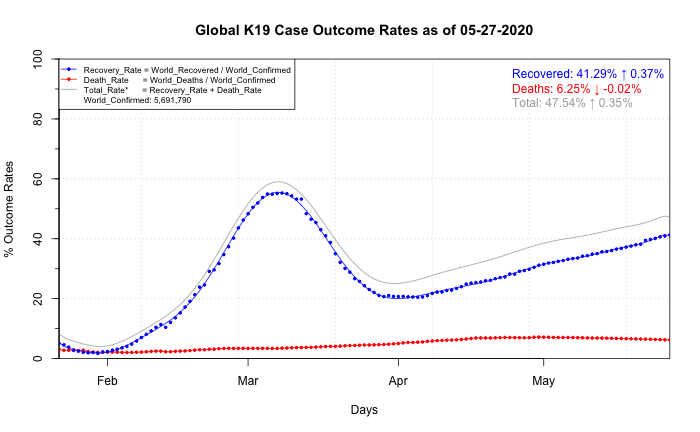 Global K19 Case Outcome Rates as of 05-27-2020
Recovery_Rate = World_Recovered / World_Confirmed
Death_Rate = World_Deaths / World_Confirmed
Total_Rate* = Recovery_Rate + Death_Rate
World_Confirmed: 5,691,790
Recovered: 41.29% ↑ 0.37%
Deaths: 6.25% ↓ -0.02%
Total: 47.54% ↑ 0.35%
% Outcome Rates
100
80
60
40
20
0
Feb Mar Apr May
Days